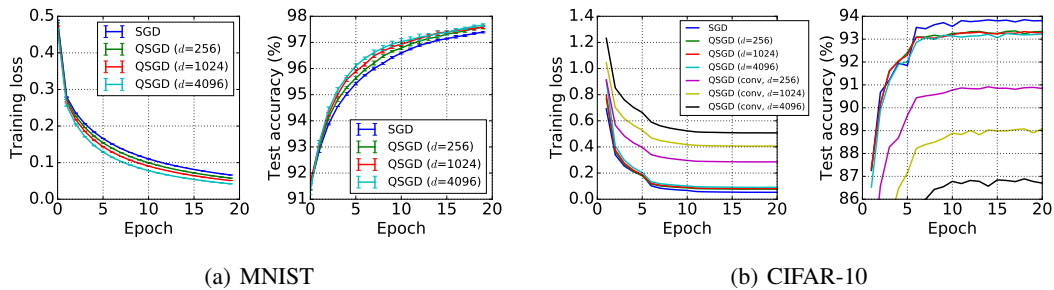 0.5
0.4
0.3
0.2
0.1
0.0
0 5 10 15 20
Training loss
Epoch
SGD
QSGD (d=256)
QSGD (d=1024)
QSGD (d=4096)
98
97
96
95
94
93
92
91
0 5 10 15 20
Test accuracy (%)
Epoch
SGD
QSGD (d=256)
QSGD (d=1024)
QSGD (d=4096)
1.4
1.2
1.0
0.8
0.6
0.4
0.2
0.0
0 5 10 15 20
Training loss
Epoch
SGD
QSGD (d=256)
QSGD (d=1024)
QSGD (d=4096)
QSGD (conv, d=256)
QSGD (conv, d=1024)
QSGD (conv, d=4096)
94
93
92
91
90
89
88
87
86
0 5 10 15 20
Test accuracy (%)
Epoch
(a) MNIST
(b) CIFAR-10